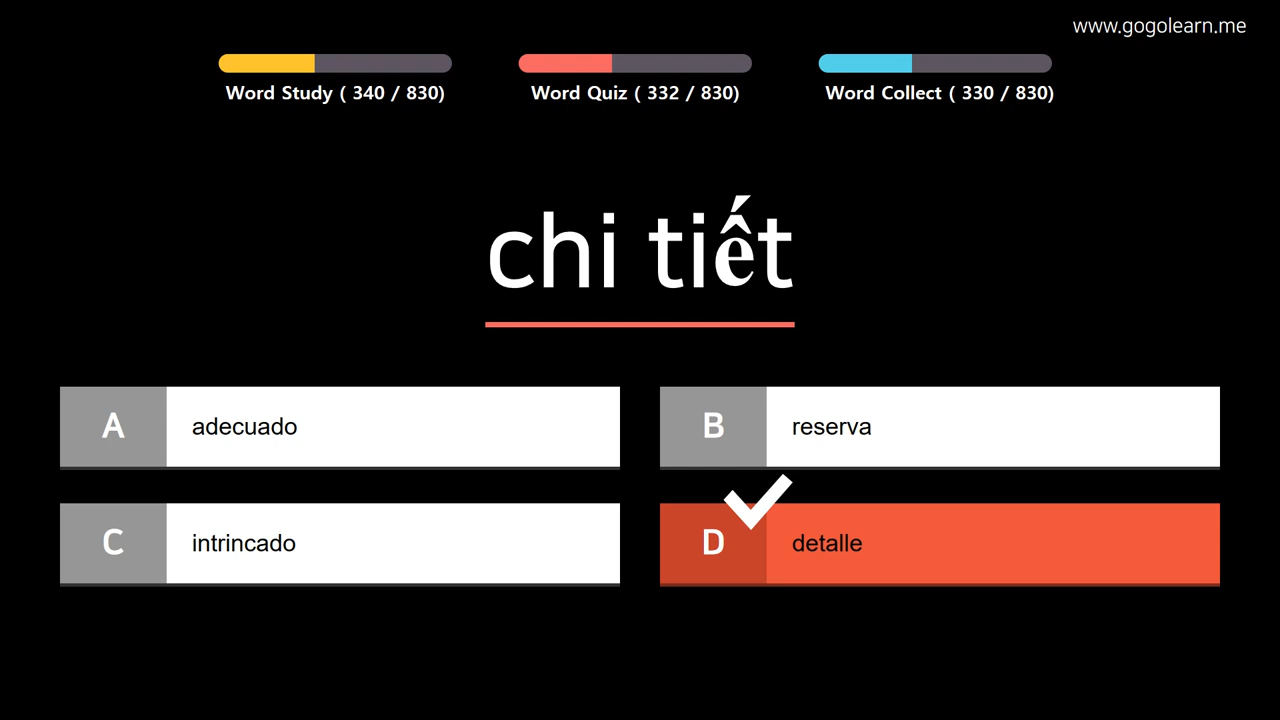 www.gogolearn.me
Word Study ( 340 / 830)
Word Quiz ( 332 / 830)
Word Collect ( 330 / 830)
chi tiết
A adecuado
B reserva
C intrincado
D detalle